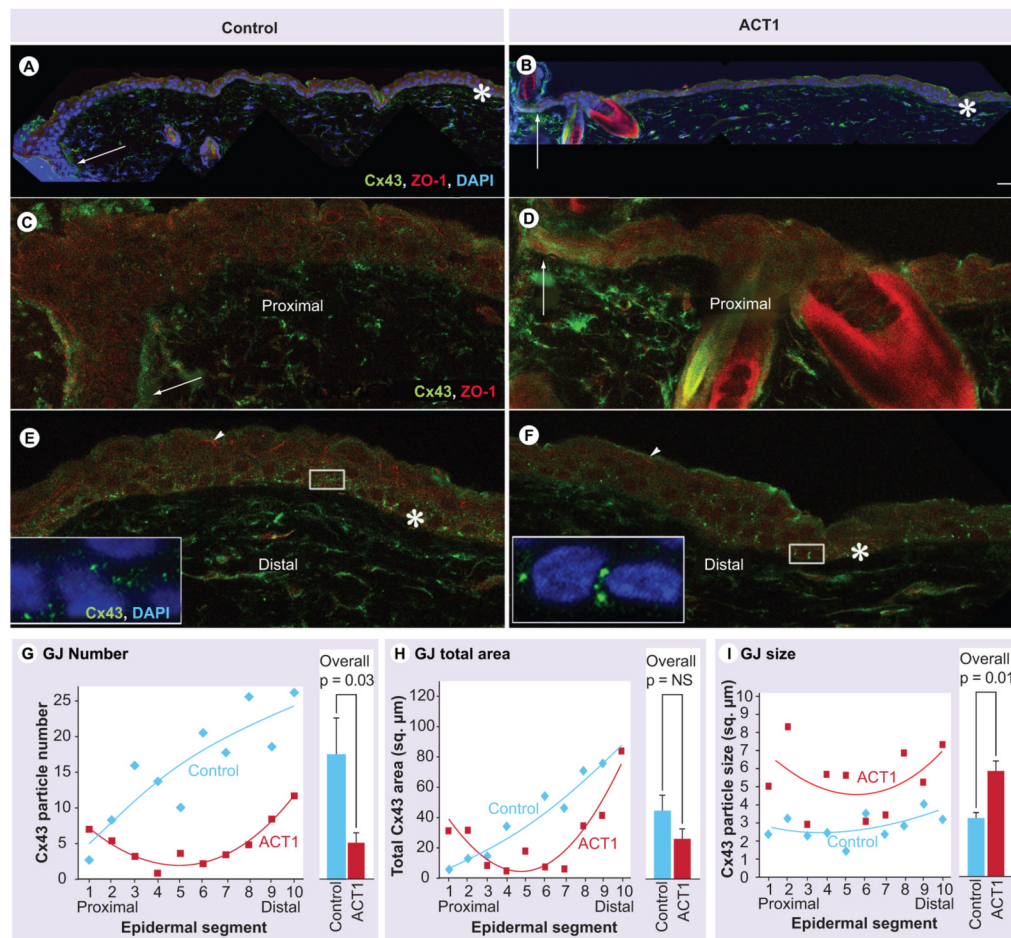 Control
ACT1
A
B
Cx43, ZO-1, DAPI
C
Proximal
Cx43, ZO-1
D
Proximal
E
Distal
Cx43, DAPI
F
Distal
G GJ Number
Cx43 particle number
25
20
15
10
5
0
Control
ACT1
1 2 3 4 5 6 7 8 9 10
Proximal Distal
Epidermal segment
Overall
p = 0.03
Control
ACT1
H GJ total area
Total Cx43 area (sq. µm)
120
100
80
60
40
20
0
Control
ACT1
1 2 3 4 5 6 7 8 9 10
Proximal Distal
Epidermal segment
Overall
p = NS
Control
ACT1
I GJ size
Cx43 particle size (sq. µm)
10
9
8
7
6
5
4
3
2
1
0
ACT1
Control
1 2 3 4 5 6 7 8 9 10
Proximal Distal
Epidermal segment
Overall
p = 0.01
Control
ACT1